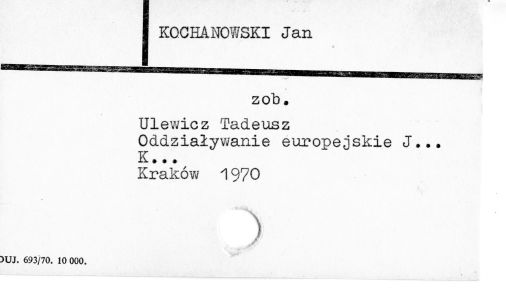 KOCHANOWSKI Jan
zob.
Ulewicz Tadeusz
Oddziaływanie europejskie J...
K...
Kraków 1970
DUJ. 693/70. 10 000.